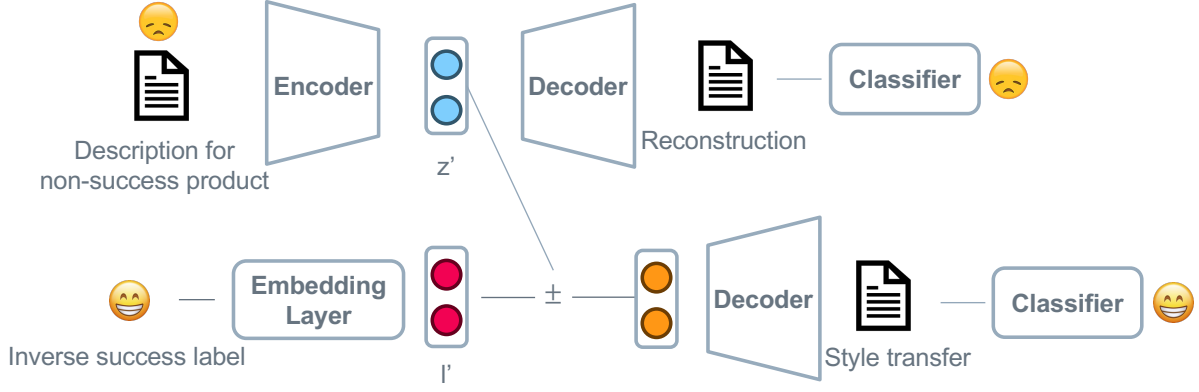 Encoder
Decoder
Classifier
Description for
non-success product
z'
Reconstruction
Embedding
Layer
±
Decoder
Classifier
Inverse success label
l'
Style transfer